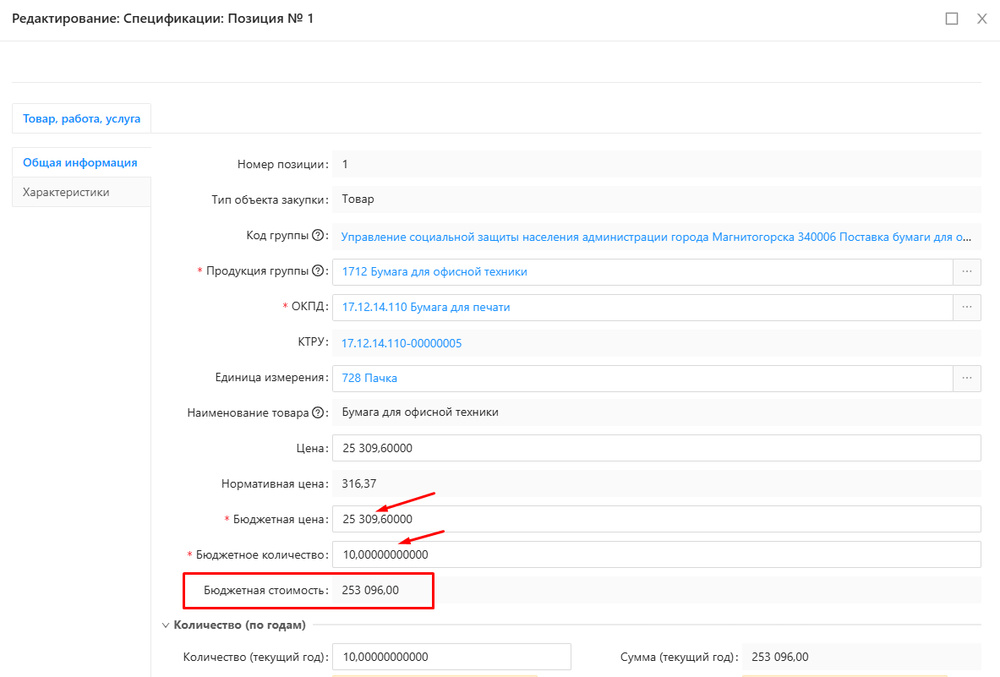 Редактирование: Спецификации: Позиция № 1
Товар, работа, услуга
Общая информация
Характеристики
Номер позиции: 1
Тип объекта закупки: Товар
Код группы ?: Управление социальной защиты населения администрации города Магнитогорска 340006 Поставка бумаги для о...
* Продукция группы ?: 1712 Бумага для офисной техники ...
* ОКПД: 17.12.14.110 Бумага для печати ...
КТРУ: 17.12.14.110-00000005
Единица измерения: 728 Пачка ...
Наименование товара ?: Бумага для офисной техники
Цена: 25 309,60000
Нормативная цена: 316,37
* Бюджетная цена: 25 309,60000
* Бюджетное количество: 10,00000000000
Бюджетная стоимость: 253 096,00
Количество (по годам)
Количество (текущий год): 10,00000000000 Сумма (текущий год): 253 096,00